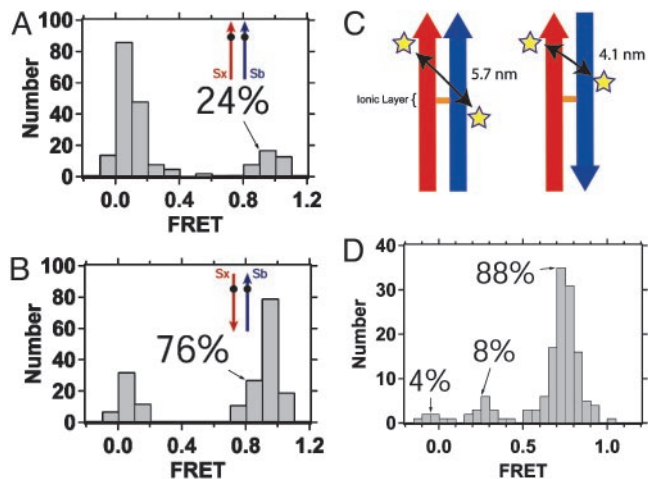 A
Number
100
80
60
40
20
0
Sx Sb
24%
0.0 0.4 0.8 1.2
FRET
B
Number
100
80
60
40
20
0
Sx Sb
76%
0.0 0.4 0.8 1.2
FRET
C
5.7 nm
4.1 nm
Ionic Layer {
D
Number
40
30
20
10
0
88%
4%
8%
0.0 0.5 1.0
FRET